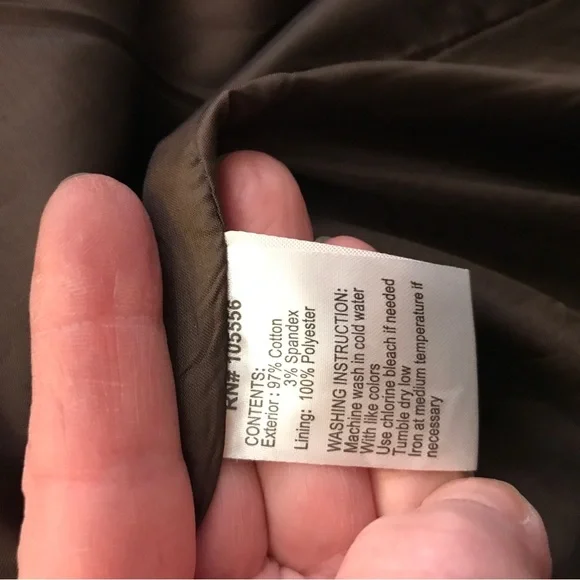 RN# 105556
CONTENTS:
Exterior: 97% Cotton
3% Spandex
Lining: 100% Polyester
WASHING INSTRUCTION:
Machine wash in cold water
With like colors
Use chlorine bleach if needed
Tumble dry low
Iron at medium temperature if
necessary